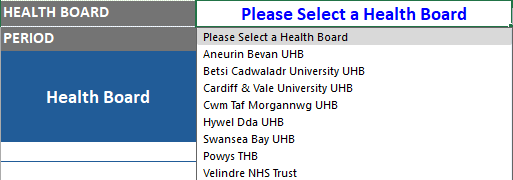 HEALTH BOARD
Please Select a Health Board
PERIOD
Please Select a Health Board
Aneurin Bevan UHB
Betsi Cadwaladr University UHB
Cardiff & Vale University UHB
Cwm Taf Morgannwg UHB
Hywel Dda UHB
Swansea Bay UHB
Powys THB
Velindre NHS Trust
Health Board